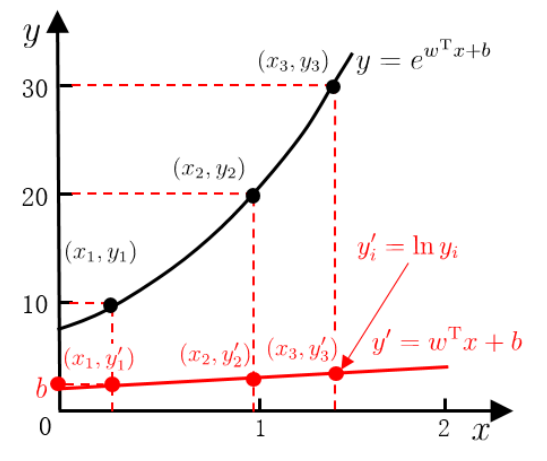 y
y = e^{w^T x+b}
(x₃, y₃)
30
(x₂, y₂)
20
(x₁, y₁)
y′ᵢ = ln yᵢ
10
(x₁, y′₁)
(x₂, y′₂)
(x₃, y′₃)
y′ = wᵀx + b
b
0
1
2
x